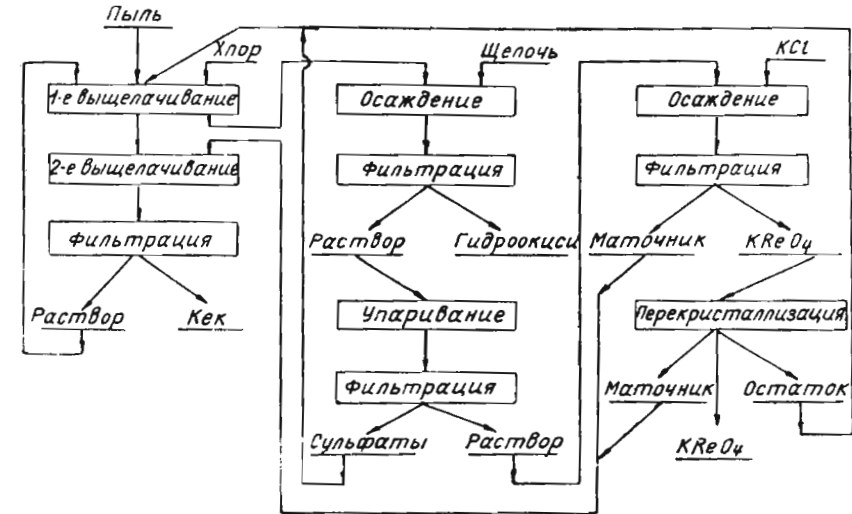 Пыль
Хлор
1-е выщелачивание
2-е выщелачивание
Фильтрация
Раствор
Кек
Щелочь
Осаждение
Фильтрация
Раствор
Гидроокиси
Упаривание
Фильтрация
Сульфаты
Раствор
KCl
Осаждение
Фильтрация
Маточник
KReO₄
Перекристаллизация
Маточник
Остаток
KReO₄